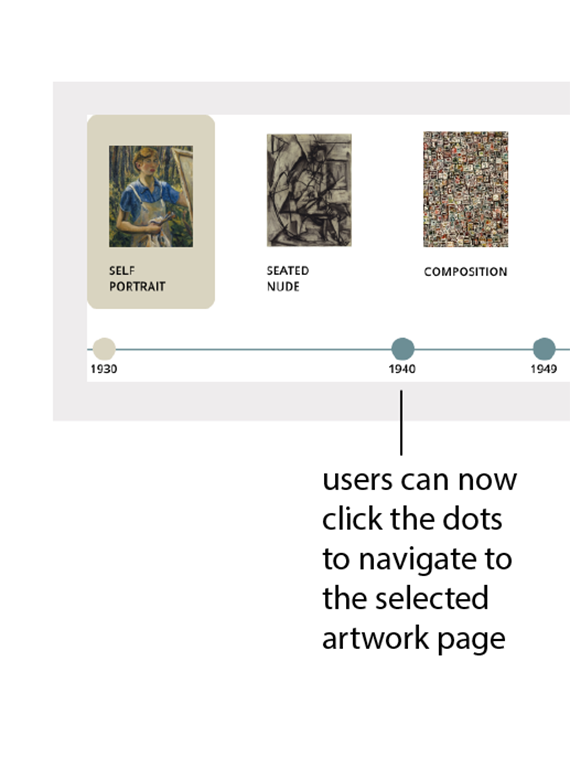 SELF
PORTRAIT
SEATED
NUDE
COMPOSITION
1930
1940
1949
users can now
click the dots
to navigate to
the selected
artwork page